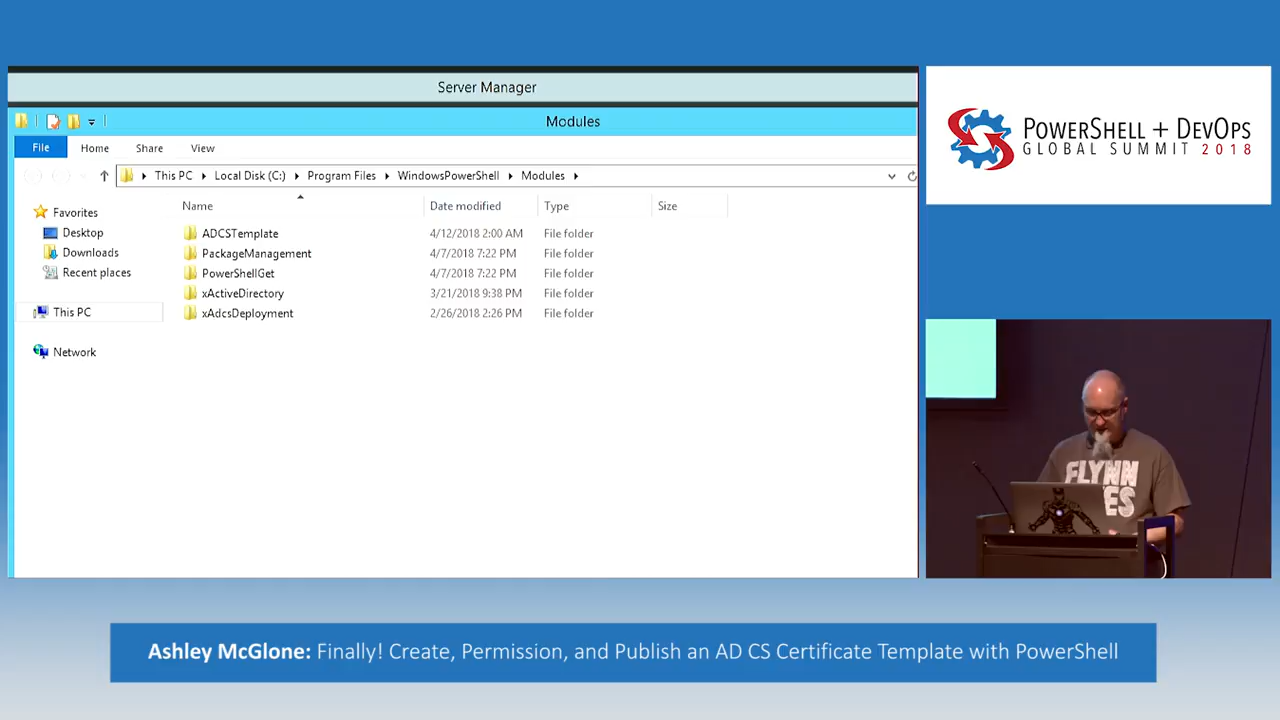 Server Manager
Modules
File Home Share View
This PC Local Disk (C:) Program Files WindowsPowerShell Modules
Name Date modified Type Size
Favorites
Desktop
Downloads
Recent places
This PC
Network
ADCSTemplate 4/12/2018 2:00 AM File folder
PackageManagement 4/7/2018 7:22 PM File folder
PowerShellGet 4/7/2018 7:22 PM File folder
xActiveDirectory 3/21/2018 9:38 PM File folder
xAdcsDeployment 2/26/2018 2:26 PM File folder
POWERSHELL + DEVOPS
GLOBAL SUMMIT 2018
FLYNN
Ashley McGlone: Finally! Create, Permission, and Publish an AD CS Certificate Template with PowerShell